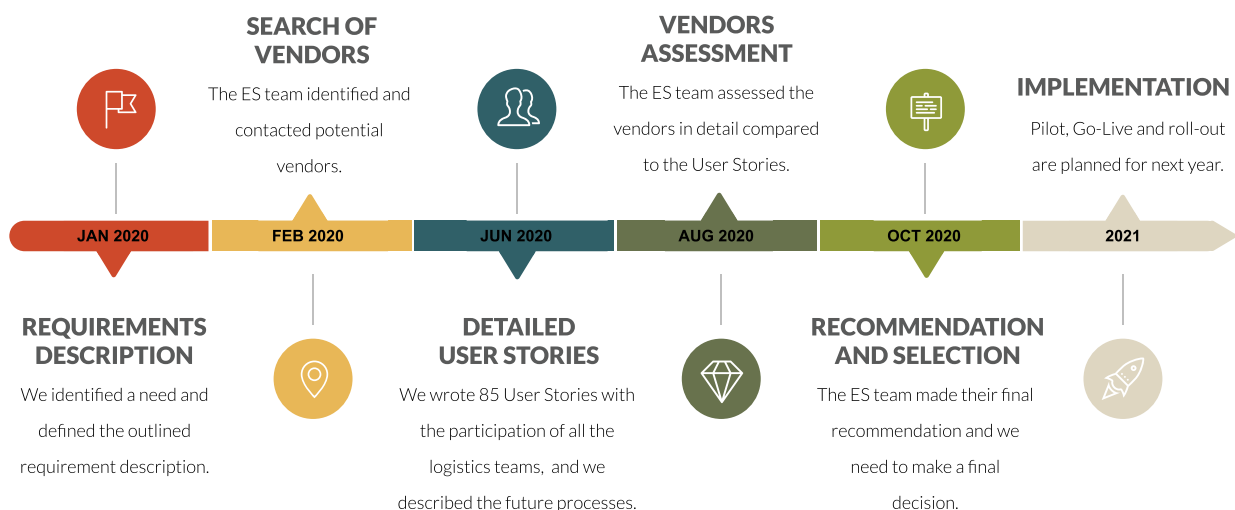 SEARCH OF
VENDORS
The ES team identified and
contacted potential
vendors.
VENDORS
ASSESSMENT
The ES team assessed the
vendors in detail compared
to the User Stories.
IMPLEMENTATION
Pilot, Go-Live and roll-out
are planned for next year.
JAN 2020
FEB 2020
JUN 2020
AUG 2020
OCT 2020
2021
REQUIREMENTS
DESCRIPTION
We identified a need and
defined the outlined
requirement description.
DETAILED
USER STORIES
We wrote 85 User Stories with
the participation of all the
logistics teams, and we
described the future processes.
RECOMMENDATION
AND SELECTION
The ES team made their final
recommendation and we
need to make a final
decision.